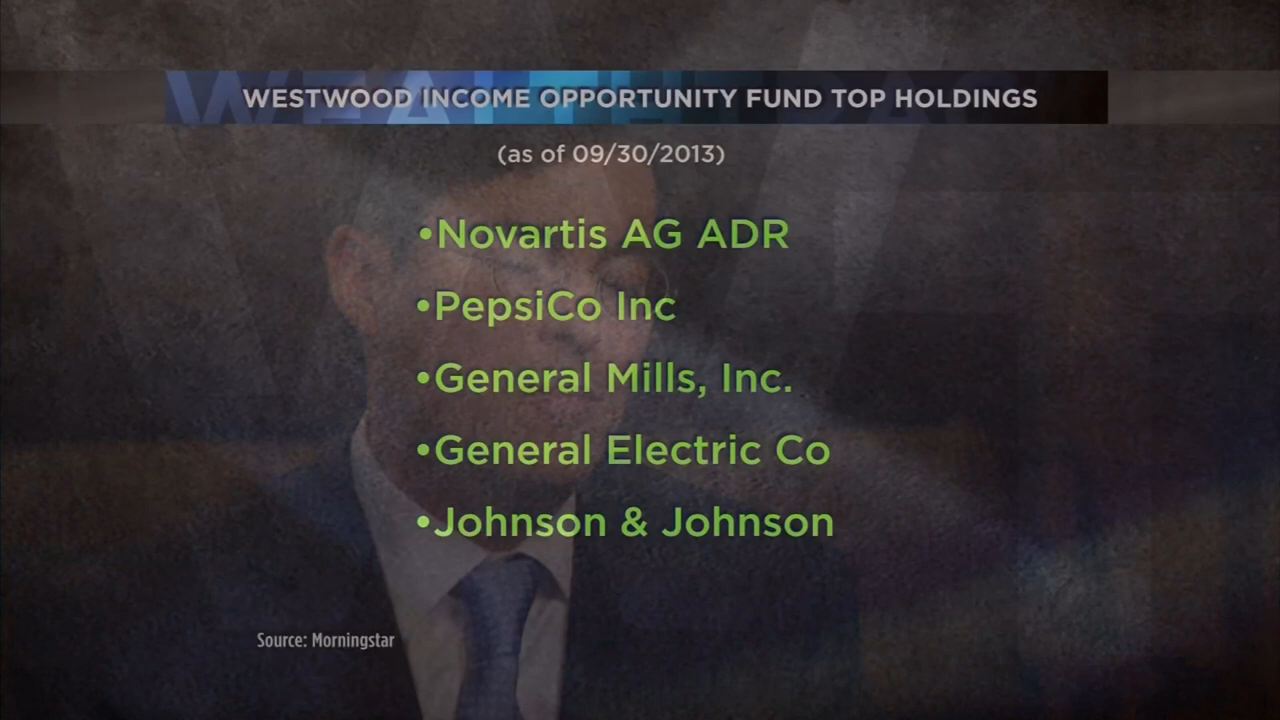 WESTWOOD INCOME OPPORTUNITY FUND TOP HOLDINGS
(as of 09/30/2013)
•Novartis AG ADR
•PepsiCo Inc
•General Mills, Inc.
•General Electric Co
•Johnson & Johnson
Source: Morningstar